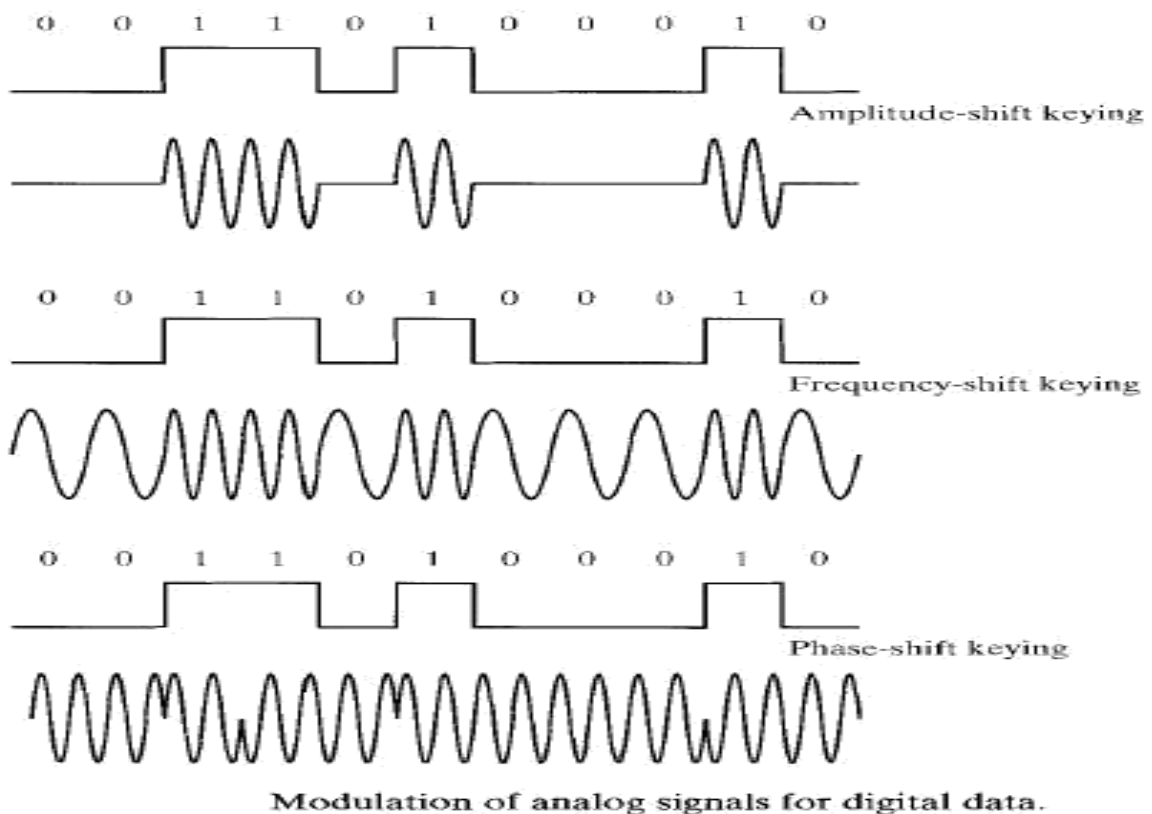 0 0 1 1 0 1 0 0 0 1 0
Amplitude-shift keying
0 0 1 1 0 1 0 0 0 1 0
Frequency-shift keying
0 0 1 1 0 1 0 0 0 1 0
Phase-shift keying
Modulation of analog signals for digital data.